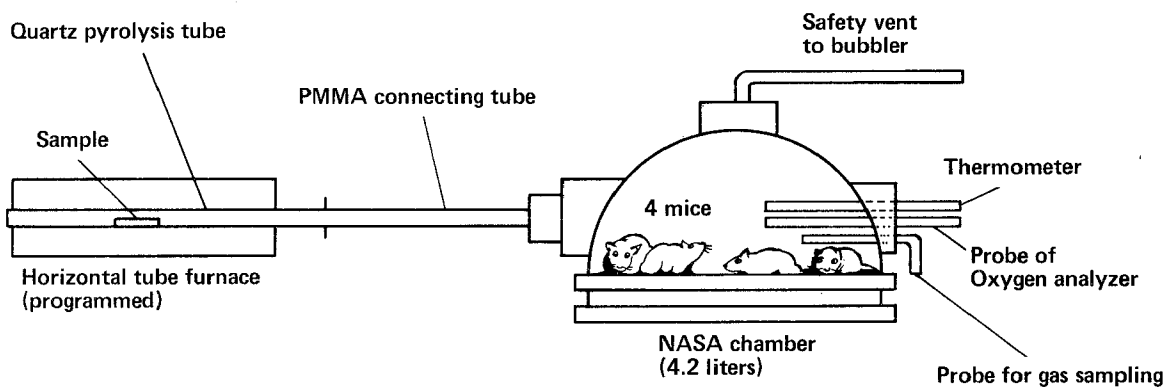 Quartz pyrolysis tube
Safety vent
to bubbler
PMMA connecting tube
Sample
Thermometer
4 mice
Probe of
Oxygen analyzer
Horizontal tube furnace
(programmed)
NASA chamber
(4.2 liters)
Probe for gas sampling